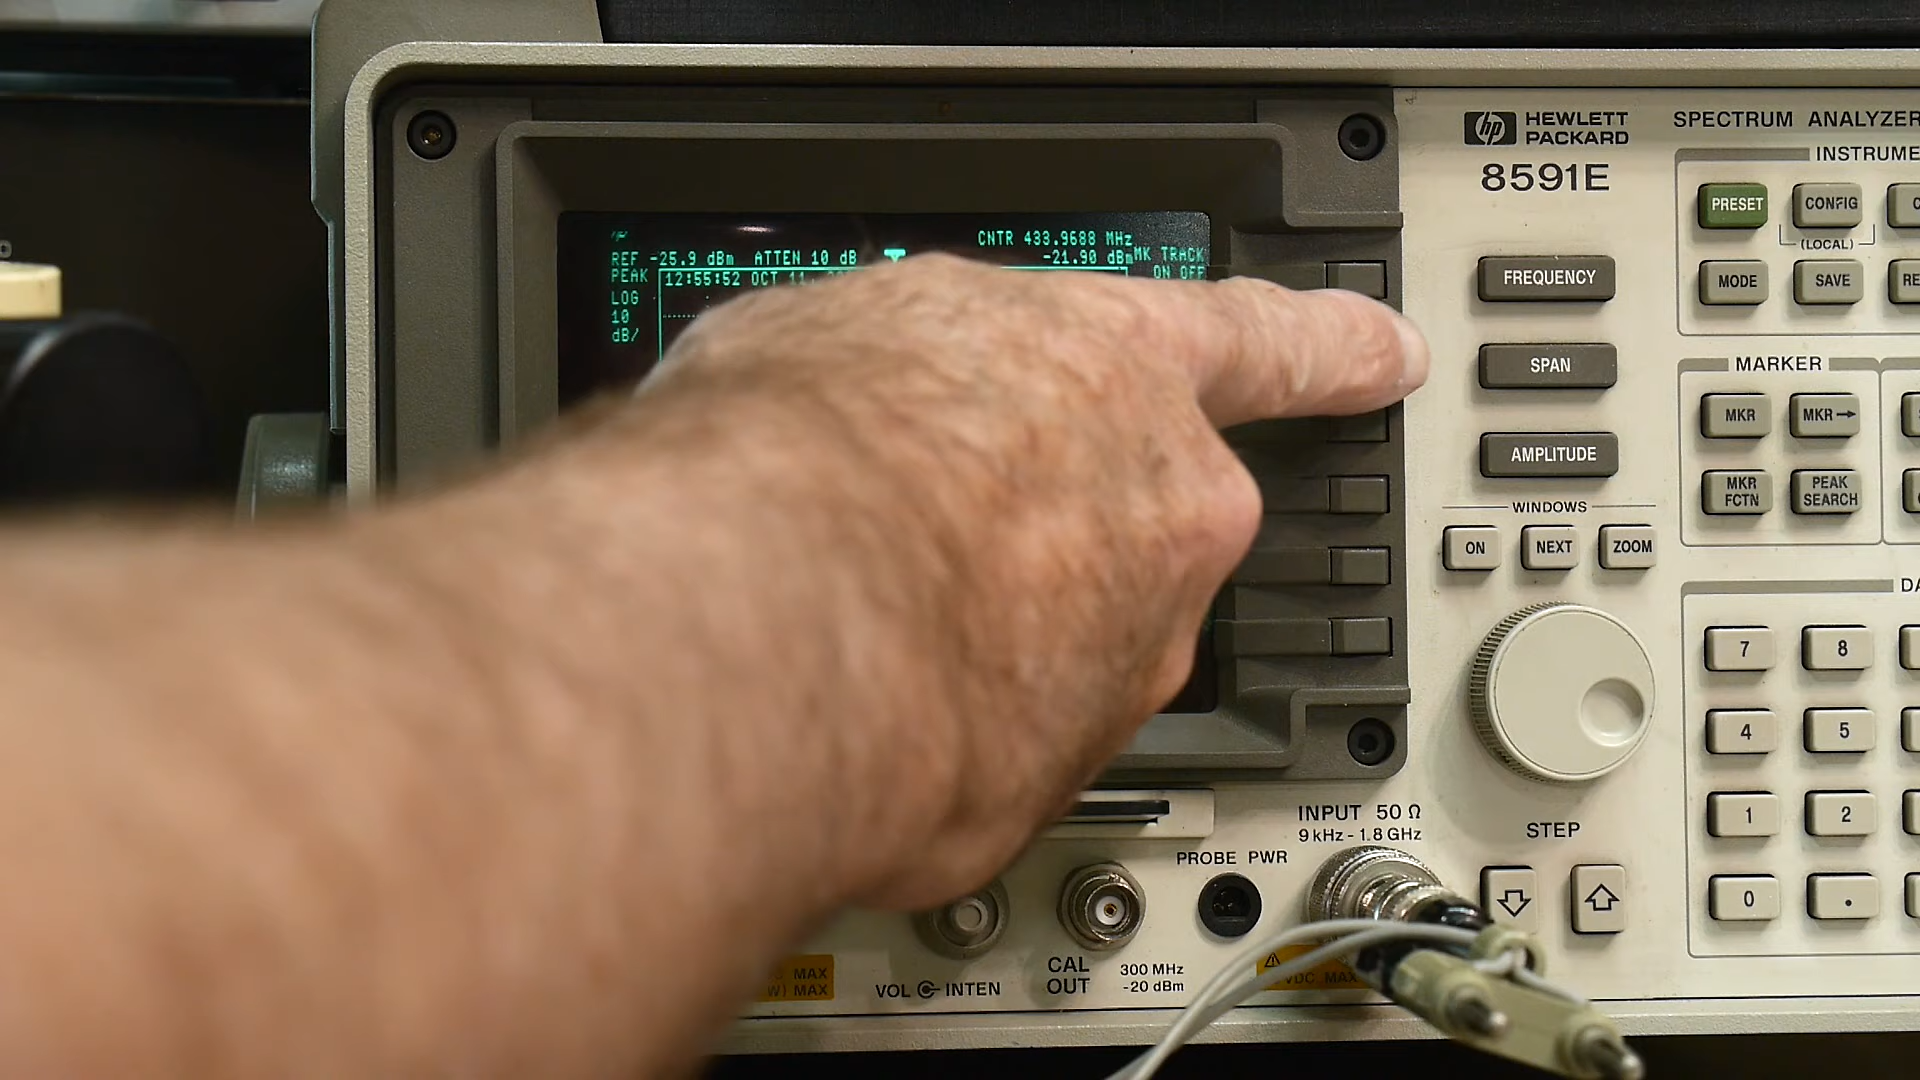 hp HEWLETT
PACKARD
8591E
SPECTRUM ANALYZER
CNTR 433.9688 MHz
REF -25.9 dBm ATTEN 10 dB
-21.90 dBm
MK TRACK
ON OFF
PEAK
LOG
10
dB/
12:55:52 OCT 11,
PRESET
CONFIG
(LOCAL)
MODE
SAVE
FREQUENCY
SPAN
AMPLITUDE
MARKER
MKR
MKR→
MKR
FCTN
PEAK
SEARCH
WINDOWS
ON
NEXT
ZOOM
7
8
4
5
1
2
0
.
STEP
INPUT 50 Ω
9 kHz - 1.8 GHz
PROBE PWR
VOL INTEN
CAL
OUT
300 MHz
-20 dBm
MAX
MAX
VDC MAX